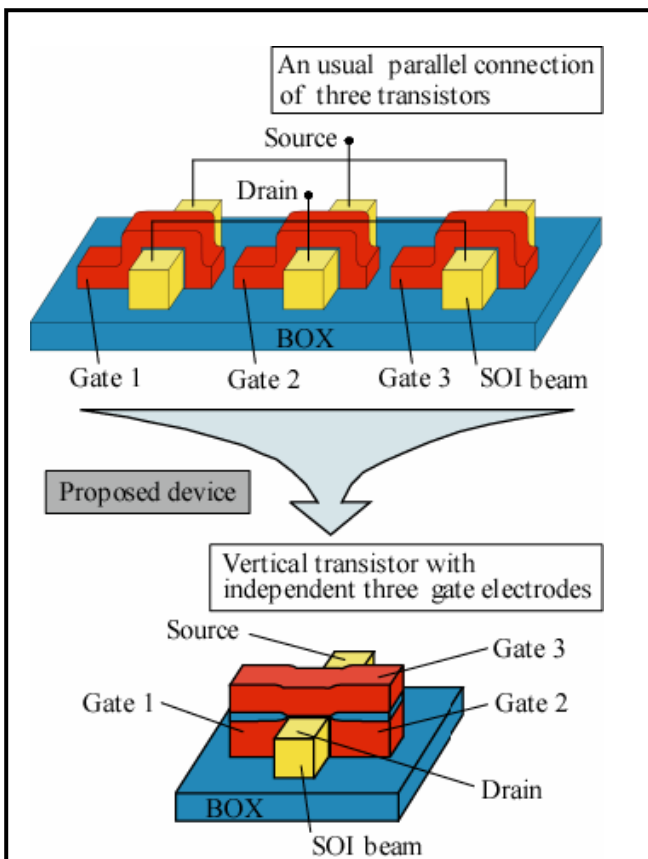 An usual parallel connection
of three transistors
Source
Drain
BOX
Gate 1
Gate 2
Gate 3
SOI beam
Proposed device
Vertical transistor with
independent three gate electrodes
Source
Gate 3
Gate 1
Gate 2
Drain
BOX
SOI beam